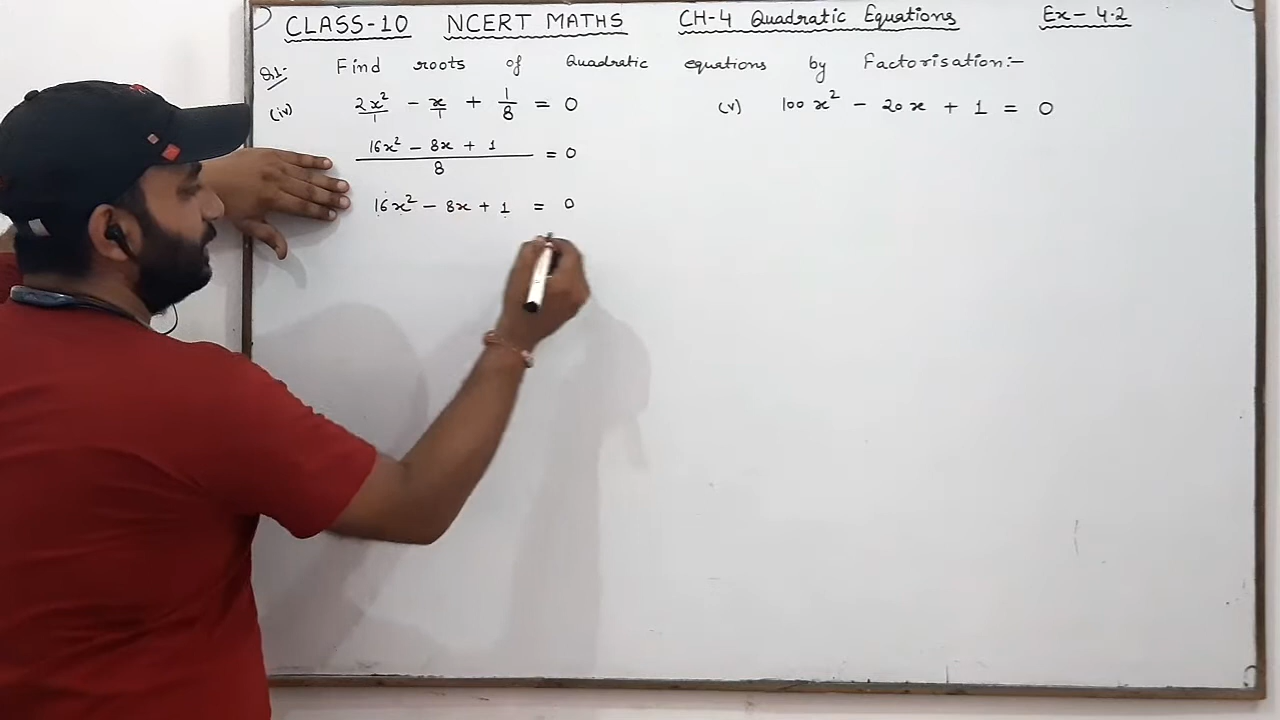 CLASS-10 NCERT MATHS CH-4 Quadratic Equations Ex-4.2
Q.1- Find roots of Quadratic equations by Factorisation:-
(iv) 2x²/1 - x/1 + 1/8 = 0
(v) 100x² - 20x + 1 = 0
16x² - 8x + 1 / 8 = 0
16x² - 8x + 1 = 0